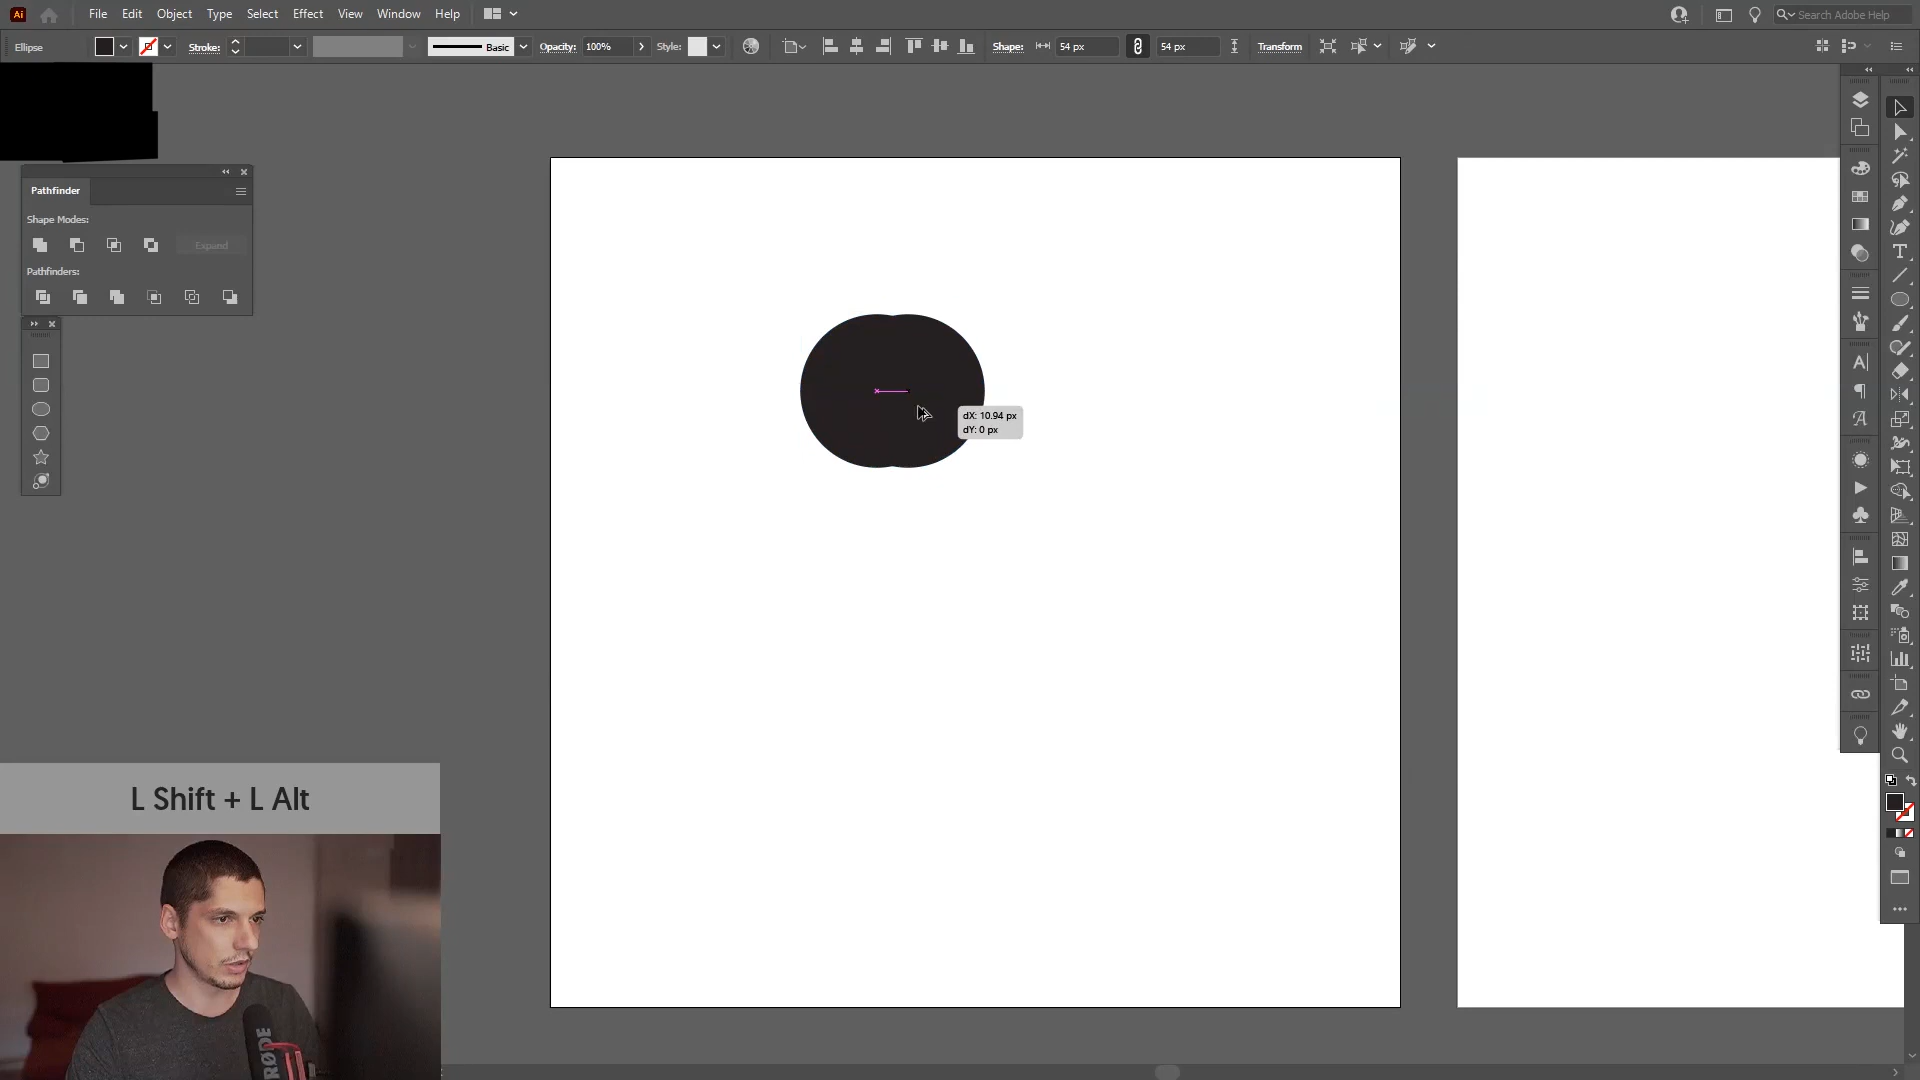 Ai File Edit Object Type Select Effect View Window Help Search Adobe Help
Ellipse Stroke: Basic Opacity: 100% Style: Shape: 54 px 54 px Transform
Pathfinder
Shape Modes:
Expand
Pathfinders:
dX: 10.94 px
dY: 0 px
L Shift + L Alt
RØDE